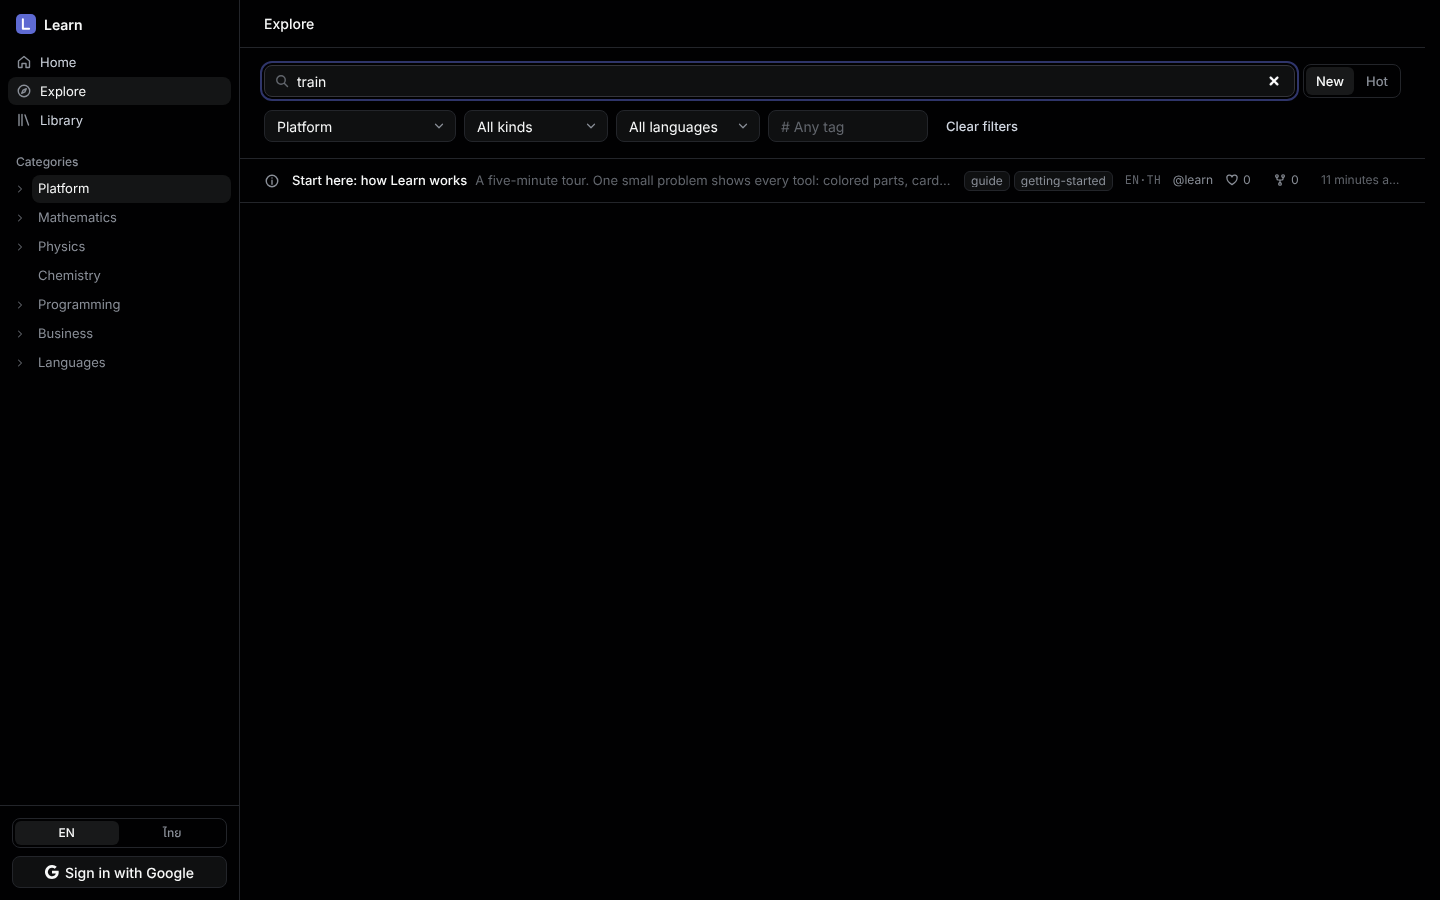 L Learn
Home
Explore
Library
Categories
Platform
Mathematics
Physics
Chemistry
Programming
Business
Languages
EN ไทย
G Sign in with Google
Explore
train
New Hot
Platform All kinds All languages # Any tag Clear filters
Start here: how Learn works A five-minute tour. One small problem shows every tool: colored parts, card... guide getting-started EN·TH @learn 0 0 11 minutes a...